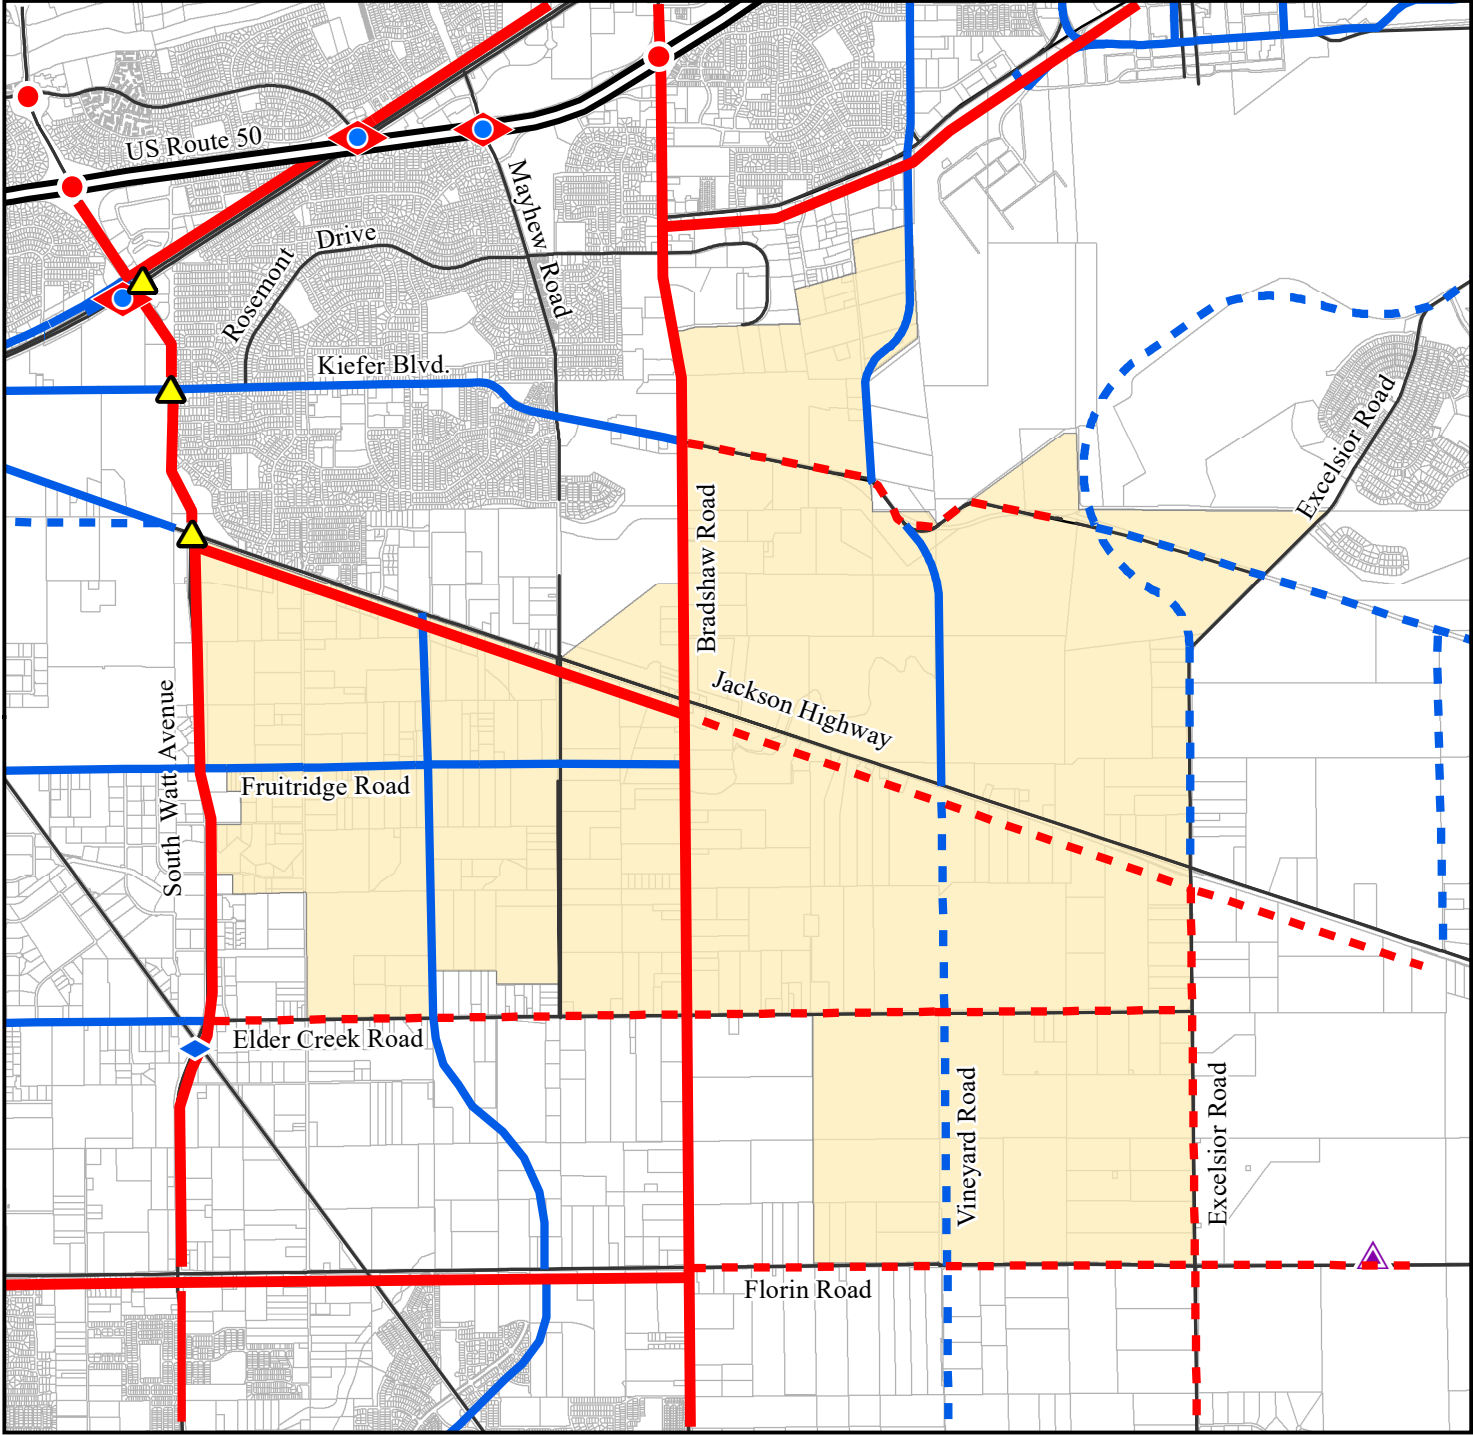 US Route 50
Mayhew Road
Rosemont Drive
Kiefer Blvd.
Excelsior Road
Bradshaw Road
Jackson Highway
South Watt Avenue
Fruitridge Road
Elder Creek Road
Vineyard Road
Excelsior Road
Florin Road